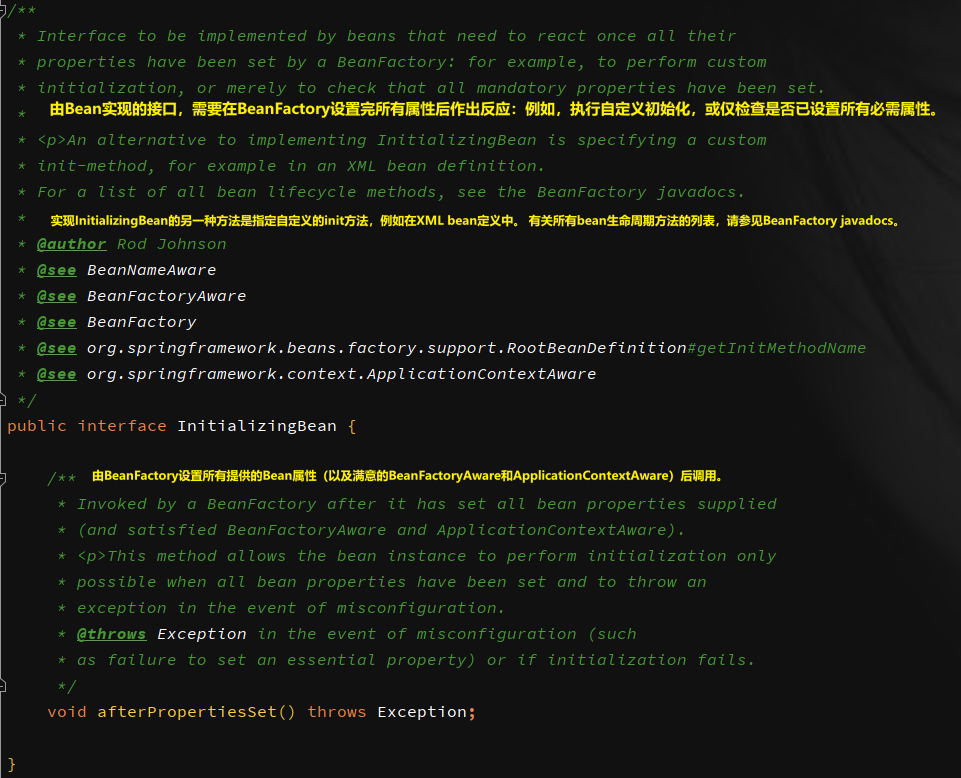 /**
* Interface to be implemented by beans that need to react once all their
* properties have been set by a BeanFactory: for example, to perform custom
* initialization, or merely to check that all mandatory properties have been set.
* 由Bean实现的接口，需要在BeanFactory设置完所有属性后作出反应：例如，执行自定义初始化，或仅检查是否已设置所有必需属性。
* <p>An alternative to implementing InitializingBean is specifying a custom
* init-method, for example in an XML bean definition.
* For a list of all bean lifecycle methods, see the BeanFactory javadocs.
* 实现InitializingBean的另一种方法是指定自定义的init方法，例如在XML bean定义中。 有关所有bean生命周期方法的列表，请参见BeanFactory javadocs。
* @author Rod Johnson
* @see BeanNameAware
* @see BeanFactoryAware
* @see BeanFactory
* @see org.springframework.beans.factory.support.RootBeanDefinition#getInitMethodName
* @see org.springframework.context.ApplicationContextAware
*/
public interface InitializingBean {
/** 由BeanFactory设置所有提供的Bean属性（以及满意的BeanFactoryAware和ApplicationContextAware）后调用。
* Invoked by a BeanFactory after it has set all bean properties supplied
* (and satisfied BeanFactoryAware and ApplicationContextAware).
* <p>This method allows the bean instance to perform initialization only
* possible when all bean properties have been set and to throw an
* exception in the event of misconfiguration.
* @throws Exception in the event of misconfiguration (such
* as failure to set an essential property) or if initialization fails.
*/
void afterPropertiesSet() throws Exception;
}